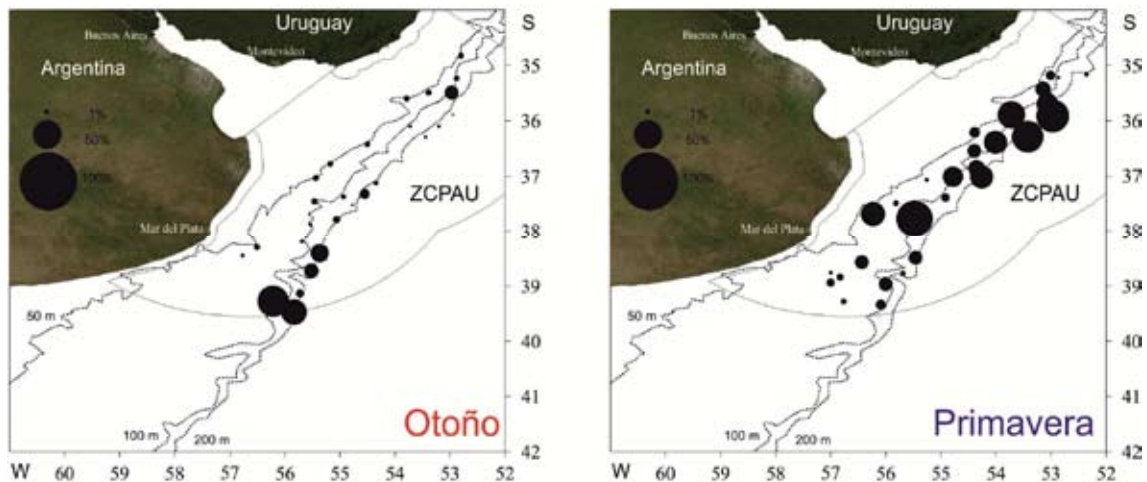 Uruguay
S
Buenos Aires
Montevideo
Argentina
35
1%
36
50%
37
100%
ZCPAU
Mar del Plata
38
39
50 m
40
41
Otoño
100 m
200 m
42
W
60
59
58
57
56
55
54
53
52
Uruguay
S
Buenos Aires
Montevideo
Argentina
35
1%
36
50%
37
100%
ZCPAU
Mar del Plata
38
39
50 m
40
41
Primavera
100 m
200 m
42
W
60
59
58
57
56
55
54
53
52